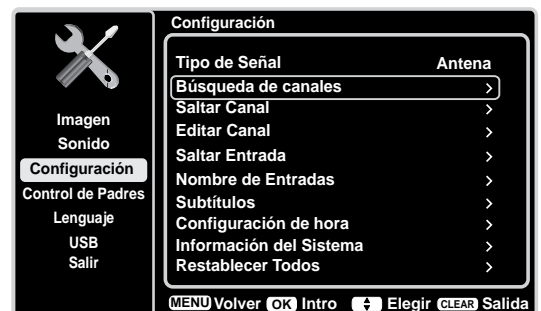 Configuración
Tipo de Señal Antena
Búsqueda de canales >
Saltar Canal >
Editar Canal >
Saltar Entrada >
Nombre de Entradas >
Subtítulos >
Configuración de hora >
Información del Sistema >
Restablecer Todos >
Imagen
Sonido
Configuración
Control de Padres
Lenguaje
USB
Salir
MENU Volver OK Intro Elegir CLEAR Salida